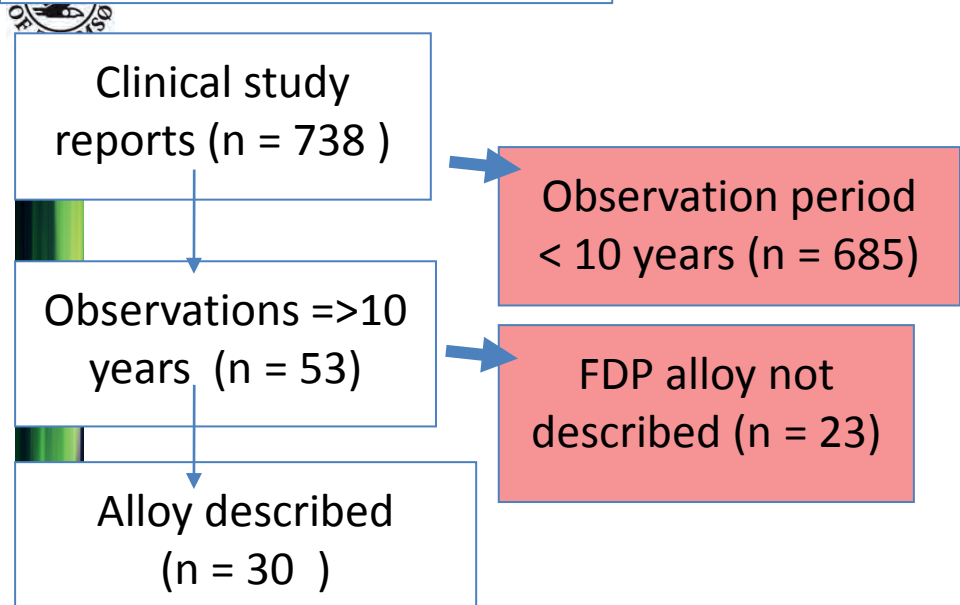 Clinical study
reports (n = 738 )
Observation period
< 10 years (n = 685)
Observations =>10
years  (n = 53)
FDP alloy not
described (n = 23)
Alloy described
(n = 30  )